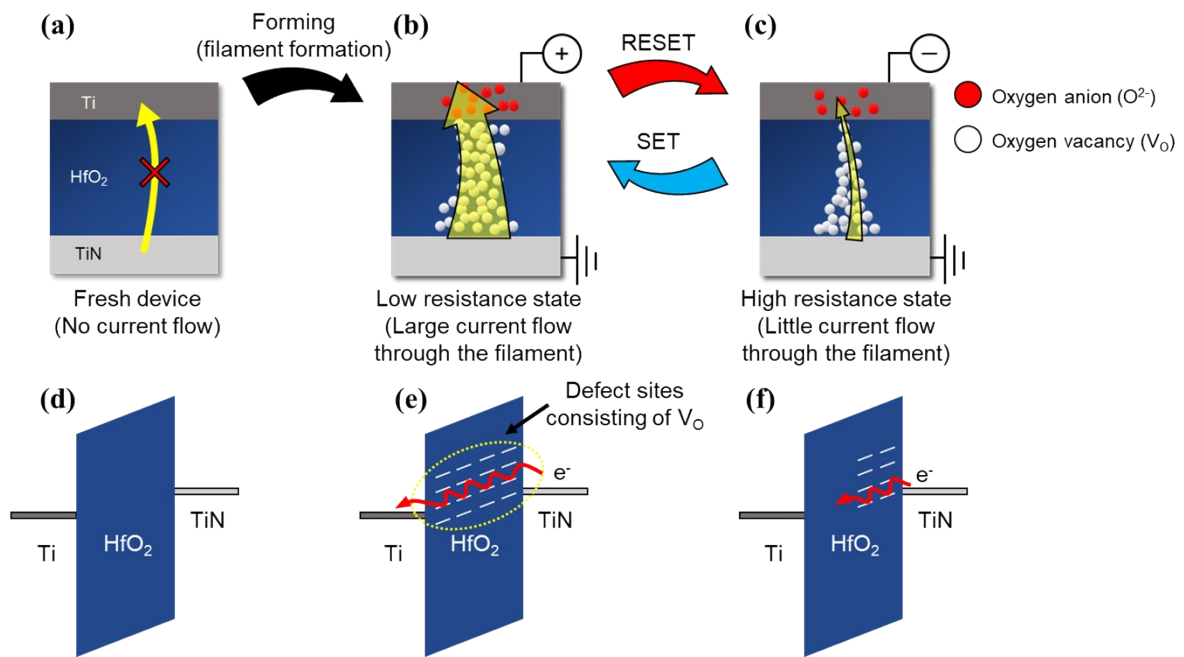 (a)
Forming
(filament formation)
(b)
+
RESET
SET
(c)
−
Oxygen anion (O²⁻)
Oxygen vacancy (Vₒ)
Ti
HfO₂
TiN
Fresh device
(No current flow)
Low resistance state
(Large current flow
through the filament)
High resistance state
(Little current flow
through the filament)
(d)
Ti
HfO₂
TiN
(e)
Defect sites
consisting of Vₒ
e⁻
Ti
HfO₂
TiN
(f)
e⁻
Ti
HfO₂
TiN